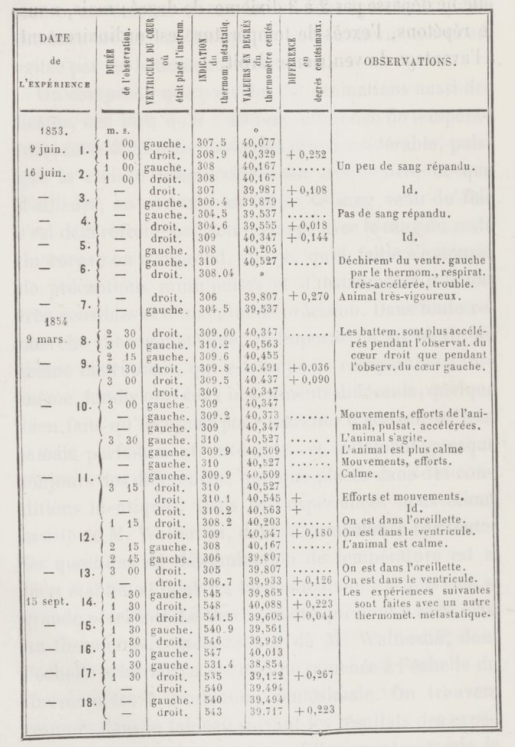 DATE de L'EXPÉRIENCE | DURÉE de l'observation. | VENTRICULE DU CŒUR où était placé l'instrum. | INDICATION du thermom métastatiq. | VALEURS EN DEGRÉS du thermomètre centés. | DIFFÉRENCE en degrés centésimaux. | OBSERVATIONS.
1853. m. s. »
9 juin. 1. 1 00 gauche. 307.5 40,077
1 00 droit. 308.9 40,329 +0,252
16 juin. 2. 1 00 gauche. 308 40,167 ...... Un peu de sang répandu.
1 00 droit. 308 40,167
3. — droit. 307 39,987 +0,108 Id.
— gauche. 306.4 39,879 +
— 4. — gauche. 304,5 39,537 ...... Pas de sang répandu.
— droit. 304,6 39,555 +0,018
— 5. — droit. 309 40,347 +0,144 Id.
— gauche. 308 40,203
— 6. — gauche. 310 40,527 ...... Déchiremt du ventr. gauche
— droit. 308.04 » par le thermom., respirat.
très-accélérée, trouble.
— 7. — droit. 306 39,807 +0,270 Animal très-vigoureux.
— gauche. 304.5 39,537
1854
9 mars. 8. 2 30 droit. 309.00 40,347 ...... Les battem. sont plus accélé-
3 00 gauche. 310.2 40,563 rés pendant l'observat. du
— 9. 2 15 gauche. 309.6 40,455 cœur droit que pendant
2 30 droit. 309.8 40.491 +0.036 l'observ. du cœur gauche.
3 00 droit. 309.5 40.437 +0,090
— droit. 309 40,347
— 10. 3 00 gauche. 309 40,347
— gauche. 309.2 40,373 ...... Mouvements, efforts de l'ani-
— gauche. 309 40,347 mal, pulsat. accélérées.
3 30 gauche. 310 40,527 ...... L'animal s'agite.
— gauche. 309.9 40,509 ...... L'animal est plus calme
— gauche. 310 40,527 ...... Mouvements, efforts.
11. — gauche. 309.9 40,509 ...... Calme.
3 15 droit. 310 40,527
— droit. 310.1 40,545 + Efforts et mouvements.
— droit. 310.2 40,563 + Id.
1 15 droit. 308.2 40,203 ...... On est dans l'oreillette.
— 12. — droit. 309 40,347 +0,180 On est dans le ventricule.
2 15 gauche. 308 40,167 ...... L'animal est calme.
2 45 gauche. 306 39,807
— 13. 3 00 droit. 305 39,807 ...... On est dans l'oreillette.
— droit. 306.7 39,933 +0,126 On est dans le ventricule.
15 sept. 14. 1 30 gauche. 545 39,865 ...... Les expériences suivantes
1 30 droit. 548 40,088 +0,223 sont faites avec un autre
— 15. 1 30 droit. 541.5 39,605 +0,044 thermomét. métastatique.
1 30 gauche. 540.9 39,561
— 16. 1 30 droit. 546 39,939
1 30 gauche. 547 40,013
17. 1 30 gauche. 531.4 38,854
1 30 droit. 535 39,122 +0,267
— droit. 540 39,494
— 18. — gauche. 540 39,494
— droit. 543 39.717 +0,223